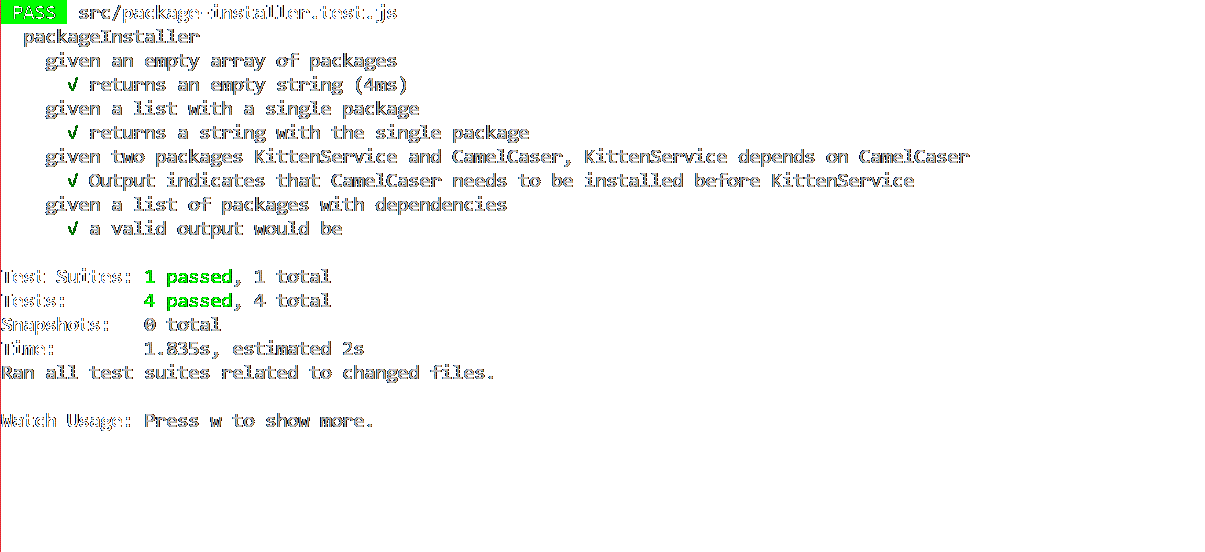 PASS src/package-installer.test.js
packageInstaller
given an empty array of packages
√ returns an empty string (4ms)
given a list with a single package
√ returns a string with the single package
given two packages KittenService and CamelCaser, KittenService depends on CamelCaser
√ Output indicates that CamelCaser needs to be installed before KittenService
given a list of packages with dependencies
√ a valid output would be
Test Suites: 1 passed, 1 total
Tests: 4 passed, 4 total
Snapshots: 0 total
Time: 1.835s, estimated 2s
Ran all test suites related to changed files.
Watch Usage: Press w to show more.